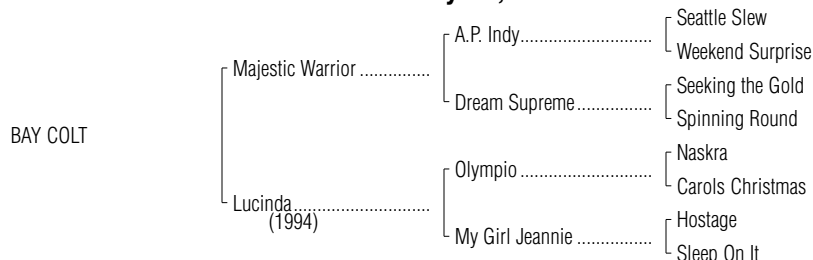 Seattle Slew
A.P. Indy
Weekend Surprise
Majestic Warrior
Seeking the Gold
Dream Supreme
Spinning Round
BAY COLT
Naskra
Olympio
Carols Christmas
Lucinda
(1994)
Hostage
My Girl Jeannie
Sleep On It